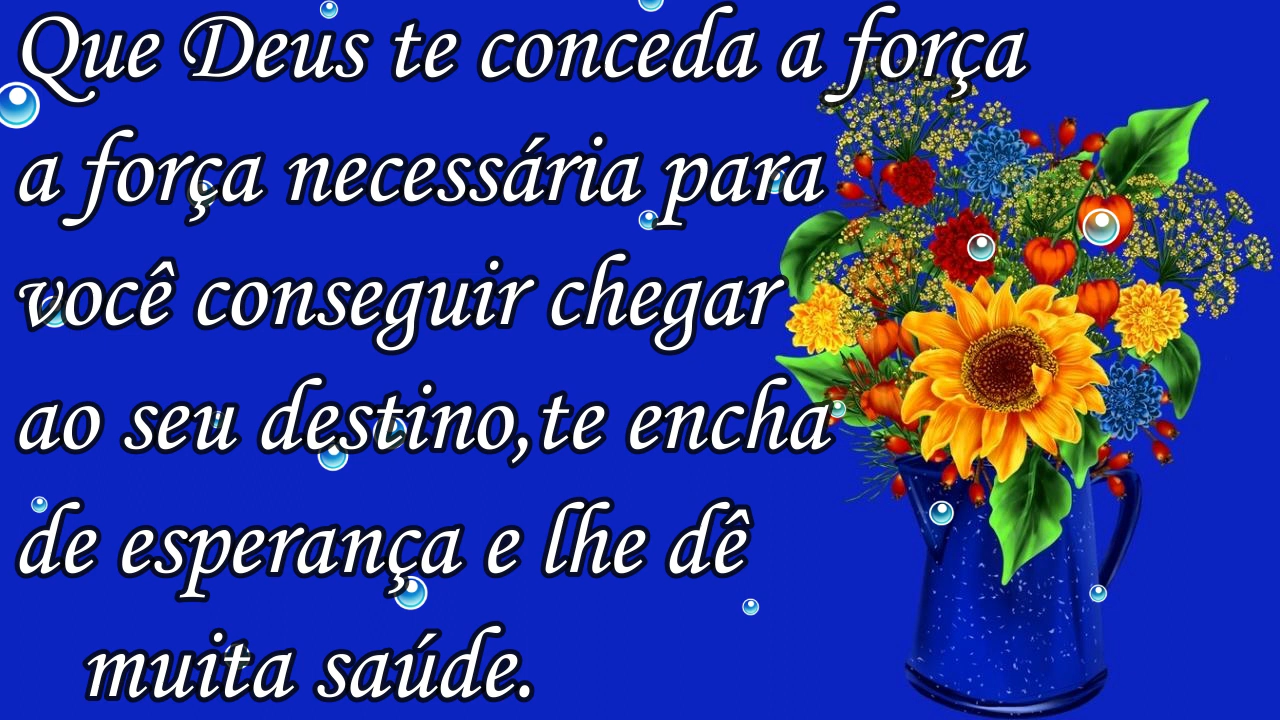 Que Deus te conceda a força
a força necessária para
você conseguir chegar
ao seu destino,te encha
de esperança e lhe dê
muita saúde.